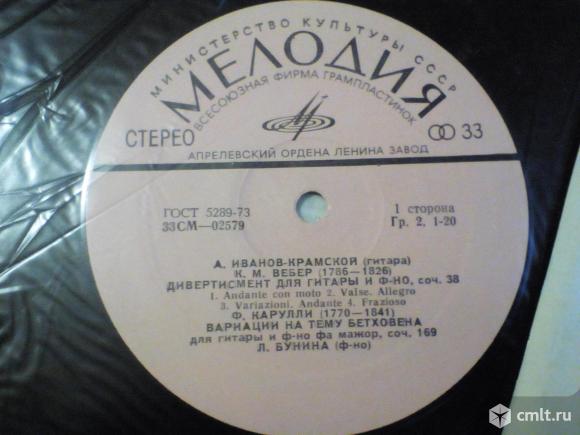 МИНИСТЕРСТВО КУЛЬТУРЫ СССР
МЕЛОДИЯ
ВСЕСОЮЗНАЯ ФИРМА ГРАМПЛАСТИНОК
СТЕРЕО
33
АПРЕЛЕВСКИЙ ОРДЕНА ЛЕНИНА ЗАВОД
ГОСТ 5289-73
33СМ—02579
1 сторона
Гр. 2, 1-20
А. ИВАНОВ-КРАМСКОЙ (гитара)
К. М. ВЕБЕР (1786—1826)
ДИВЕРТИСМЕНТ ДЛЯ ГИТАРЫ И Ф-НО, соч. 38
1. Andante con moto 2. Valse. Allegro
3. Variazioni. Andante 4. Frazioso
Ф. КАРУЛЛИ (1770—1841)
ВАРИАЦИИ НА ТЕМУ БЕТХОВЕНА
для гитары и ф-но фа мажор, соч. 169
Л. БУНИНА (ф-но)
cmlt.ru